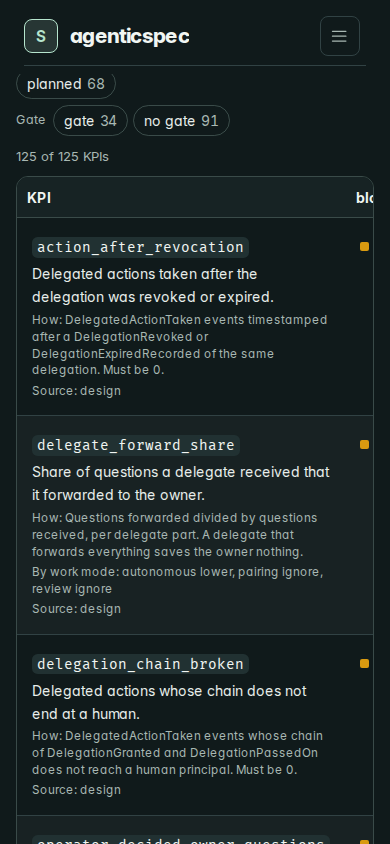 S agenticspec
planned 68
Gate gate 34 no gate 91
125 of 125 KPIs
KPI
action_after_revocation
Delegated actions taken after the
delegation was revoked or expired.
How: DelegatedActionTaken events timestamped
after a DelegationRevoked or
DelegationExpiredRecorded of the same
delegation. Must be 0.
Source: design
delegate_forward_share
Share of questions a delegate received that
it forwarded to the owner.
How: Questions forwarded divided by questions
received, per delegate part. A delegate that
forwards everything saves the owner nothing.
By work mode: autonomous lower, pairing ignore,
review ignore
Source: design
delegation_chain_broken
Delegated actions whose chain does not
end at a human.
How: DelegatedActionTaken events whose chain
of DelegationGranted and DelegationPassedOn
does not reach a human principal. Must be 0.
Source: design
operator_decided_owner_questions